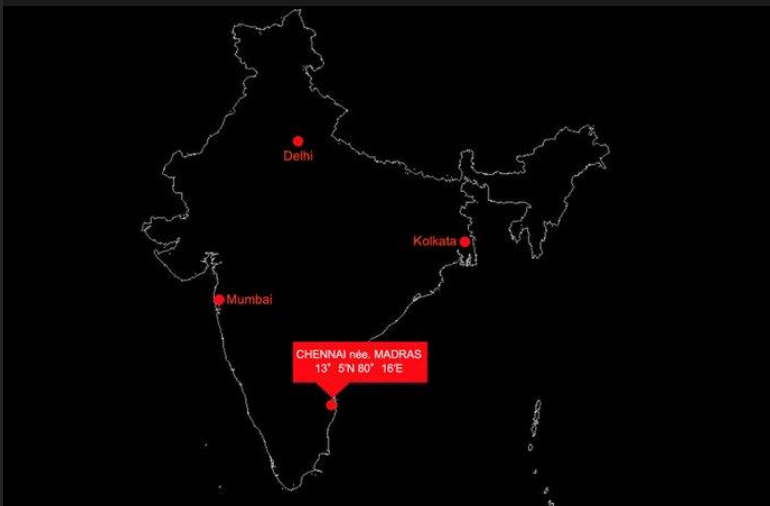 Delhi
Kolkata
Mumbai
CHENNAI née. MADRAS
13° 5'N 80° 16'E